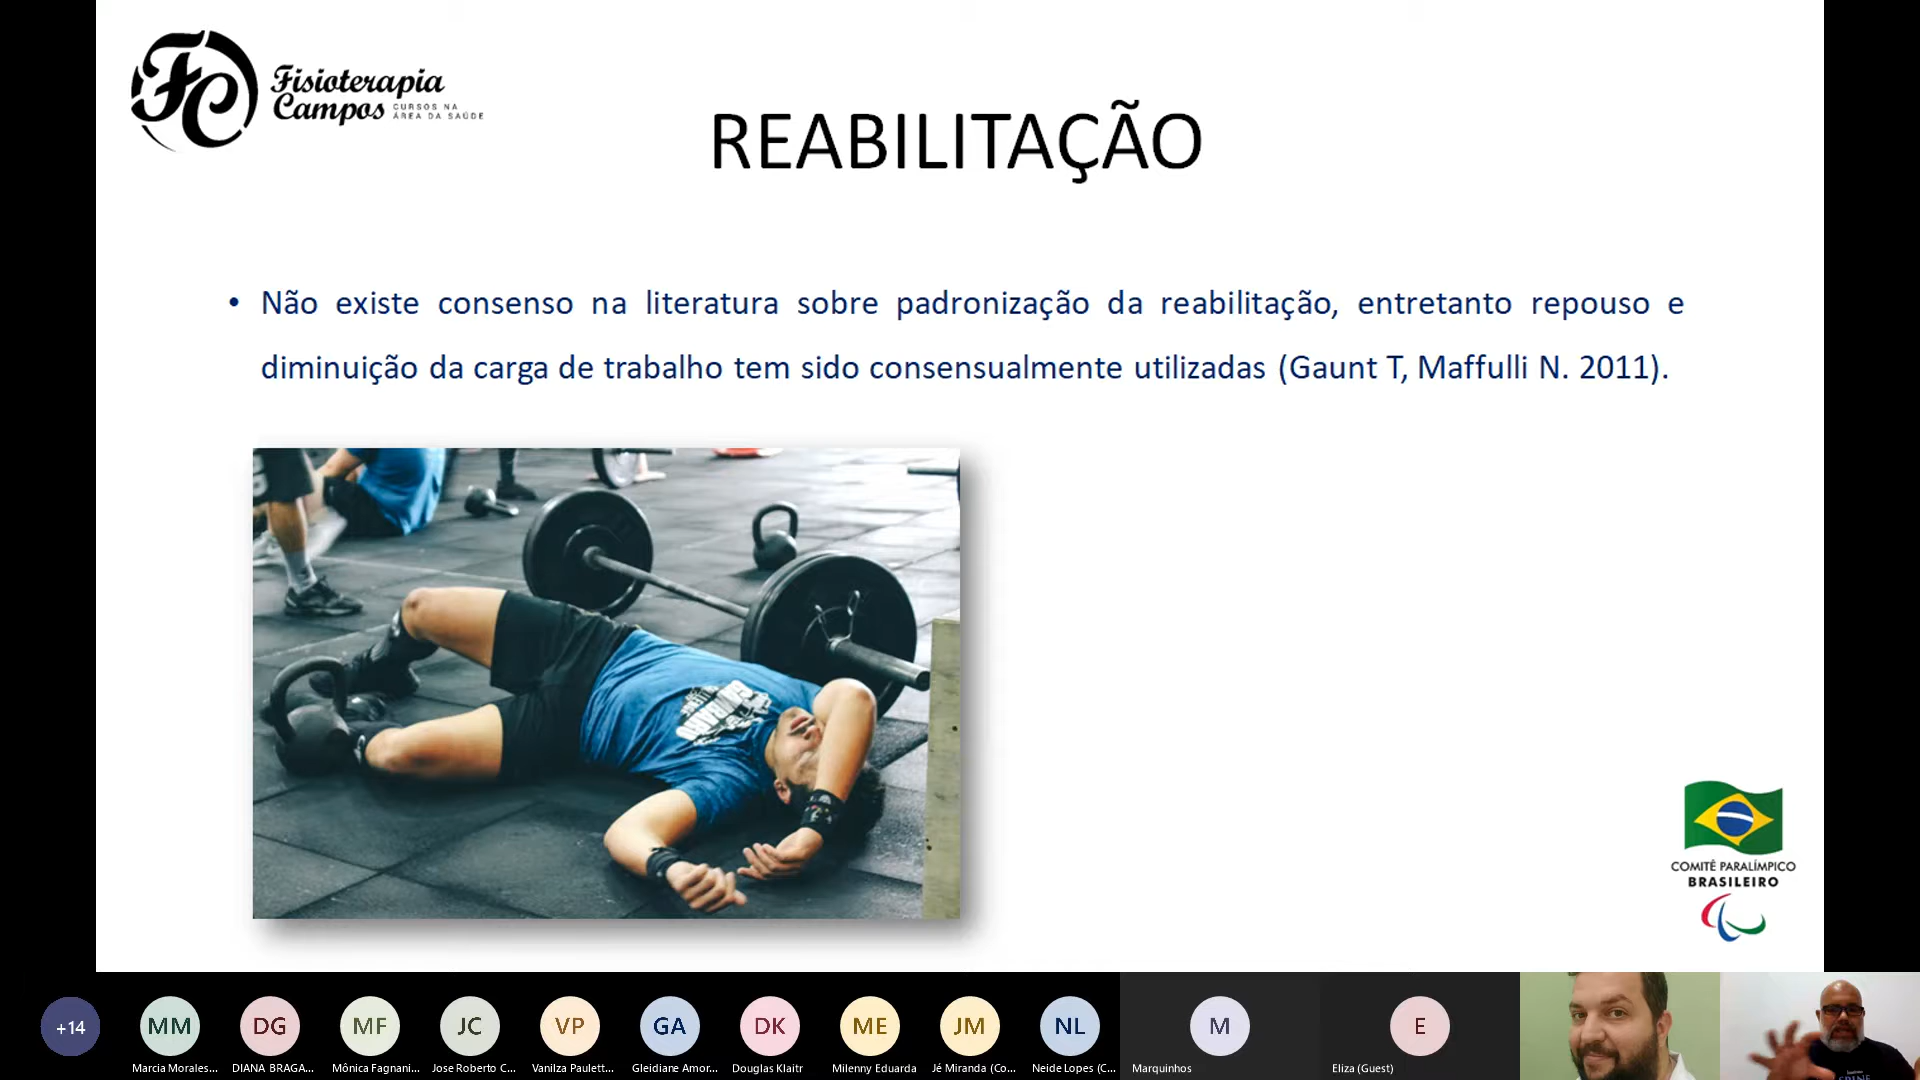 Fisioterapia
Campos CURSOS NA
ÁREA DA SAÚDE
REABILITAÇÃO
• Não existe consenso na literatura sobre padronização da reabilitação, entretanto repouso e
diminuição da carga de trabalho tem sido consensualmente utilizadas (Gaunt T, Maffulli N. 2011).
COMITÊ PARALÍMPICO
BRASILEIRO
+14
MM
DG
MF
JC
VP
GA
DK
ME
JM
NL
M
E
Marcia Morales...
DIANA BRAGA...
Mônica Fagnani...
Jose Roberto C...
Vanilza Paulett...
Gleidiane Amor...
Douglas Klaitr
Milenny Eduarda
Jé Miranda (Co...
Neide Lopes (C...
Marquinhos
Eliza (Guest)